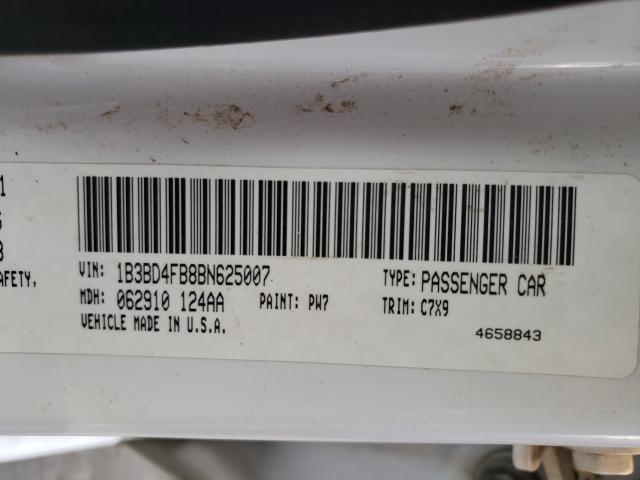 AFETY,
VIN: 1B3BD4FB8BN625007 TYPE: PASSENGER CAR
MDH: 062910 124AA PAINT: PW7 TRIM: C7X9
VEHICLE MADE IN U.S.A.
4658843